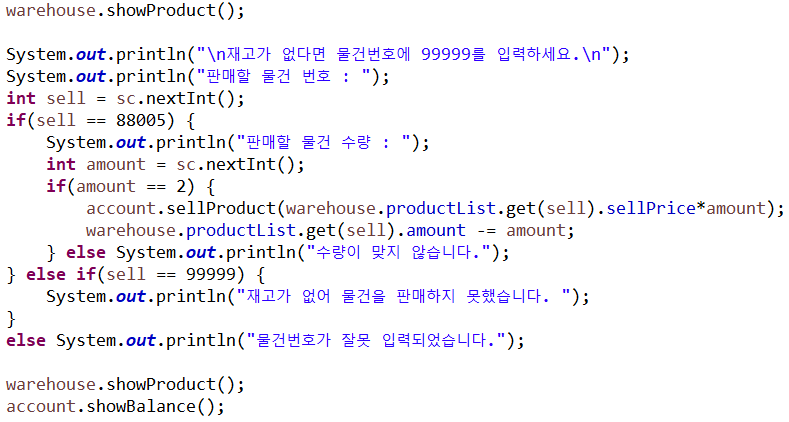 warehouse.showProduct();
System.out.println("\n재고가 없다면 물건번호에 99999를 입력하세요.\n");
System.out.println("판매할 물건 번호 : ");
int sell = sc.nextInt();
if(sell == 88005) {
System.out.println("판매할 물건 수량 : ");
int amount = sc.nextInt();
if(amount == 2) {
account.sellProduct(warehouse.productList.get(sell).sellPrice*amount);
warehouse.productList.get(sell).amount -= amount;
} else System.out.println("수량이 맞지 않습니다.");
} else if(sell == 99999) {
System.out.println("재고가 없어 물건을 판매하지 못했습니다. ");
}
else System.out.println("물건번호가 잘못 입력되었습니다.");
warehouse.showProduct();
account.showBalance();